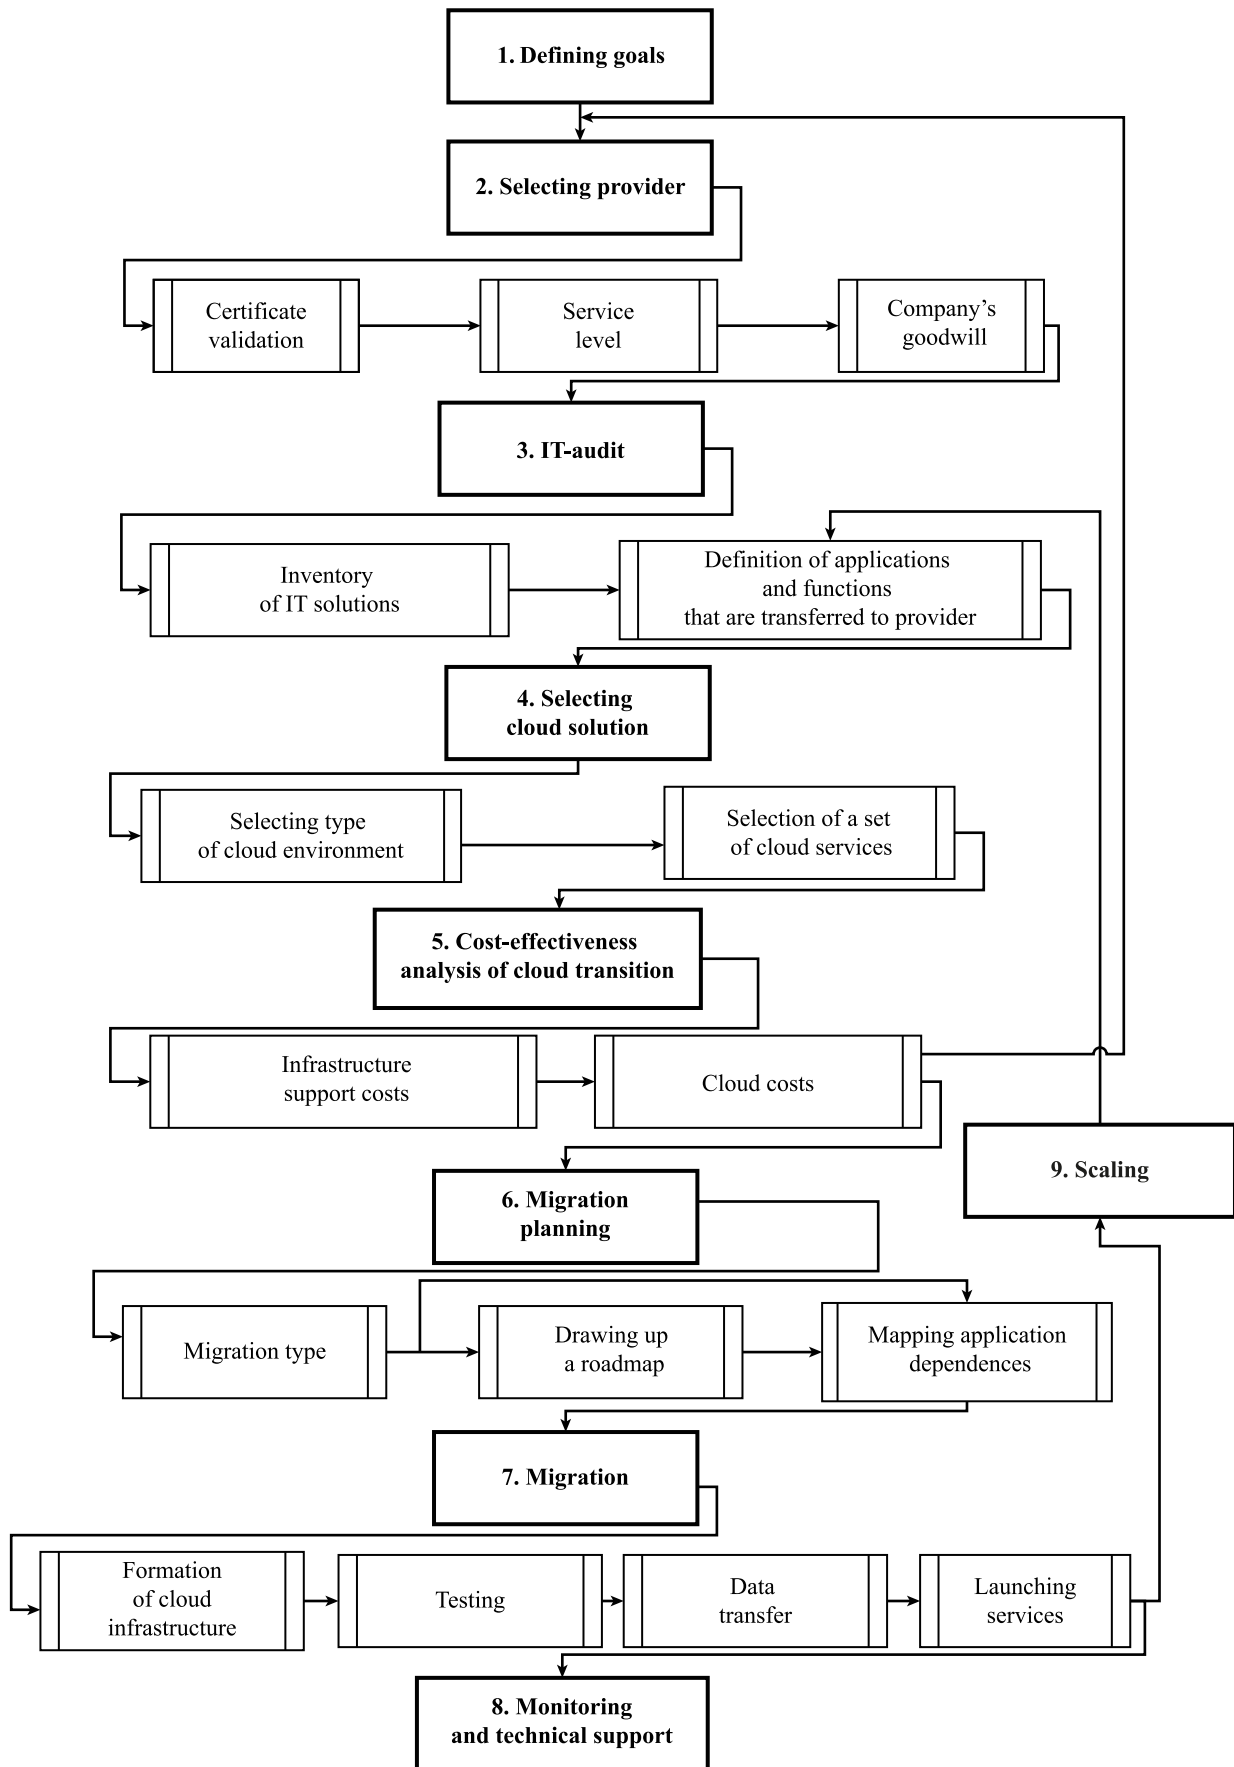 1. Defining goals
2. Selecting provider
Certificate
validation
Service
level
Company’s
goodwill
3. IT-audit
Inventory
of IT solutions
Definition of applications
and functions
that are transferred to provider
4. Selecting
cloud solution
Selecting type
of cloud environment
Selection of a set
of cloud services
5. Cost-effectiveness
analysis of cloud transition
Infrastructure
support costs
Cloud costs
9. Scaling
6. Migration
planning
Migration type
Drawing up
a roadmap
Mapping application
dependences
7. Migration
Formation
of cloud
infrastructure
Testing
Data
transfer
Launching
services
8. Monitoring
and technical support